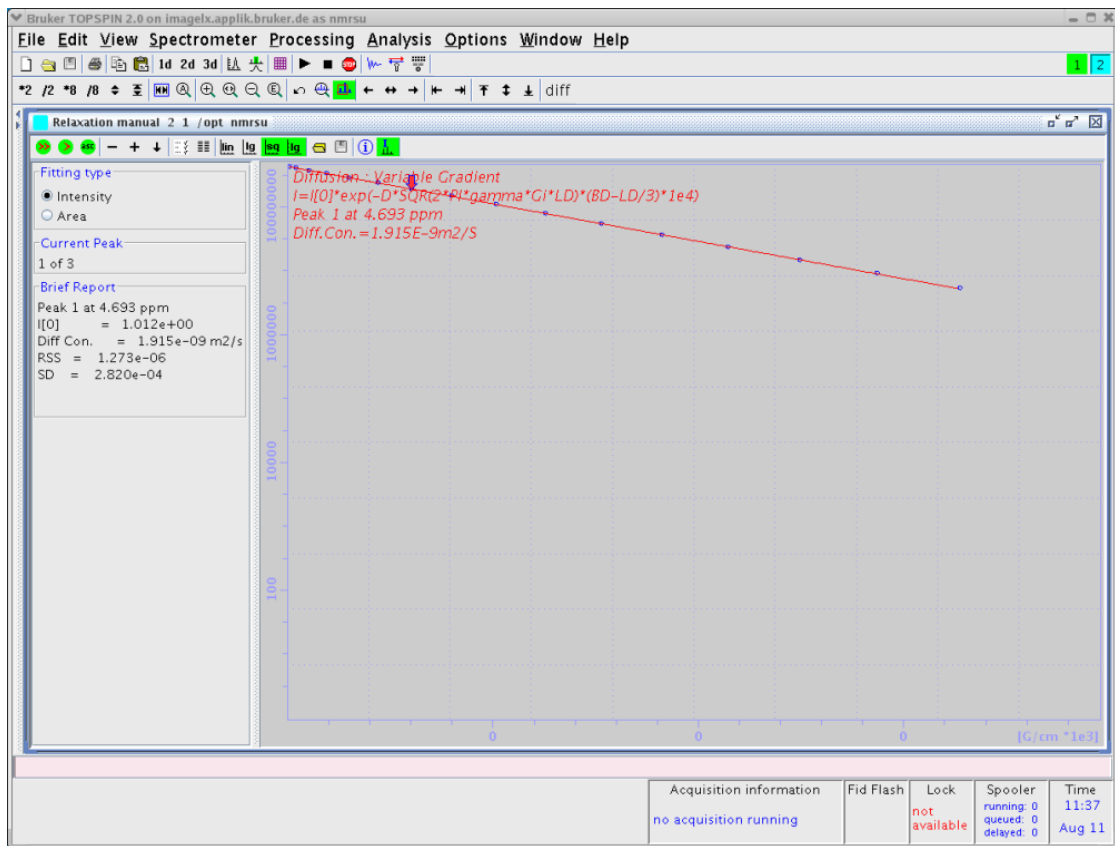 Bruker TOPSPIN 2.0 on imagelx.applik.bruker.de as nmrsu
File Edit View Spectrometer Processing Analysis Options Window Help
1d 2d 3d
1 2
*2 /2 *8 /8
diff
Relaxation manual 2 1 /opt nmrsu
asc
lin lg sq lg
Fitting type
Intensity
Area
Current Peak
1 of 3
Brief Report
Peak 1 at 4.693 ppm
I[0] = 1.012e+00
Diff Con. = 1.915e-09 m2/s
RSS = 1.273e-06
SD = 2.820e-04
Diffusion : Variable Gradient
I=I[0]*exp(-D*SQR(2*PI*gamma*Gi*LD)*(BD-LD/3)*1e4)
Peak 1 at 4.693 ppm
Diff.Con.=1.915E-9m2/S
100000000
1000000
10000
100
0 0 0 [G/cm *1e3]
Acquisition information
no acquisition running
Fid Flash
Lock
not
available
Spooler
running: 0
queued: 0
delayed: 0
Time
11:37
Aug 11